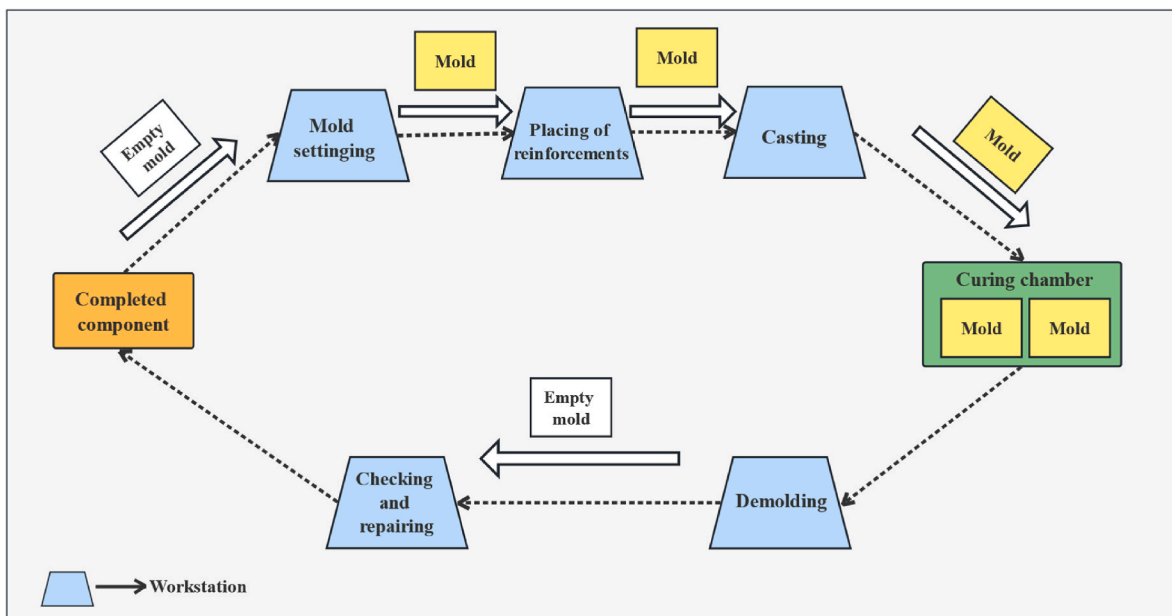 Mold
Mold
Empty
mold
Mold
settinging
Placing of
reinforcements
Casting
Mold
Completed
component
Curing chamber
Mold
Mold
Empty
mold
Checking
and
repairing
Demolding
Workstation